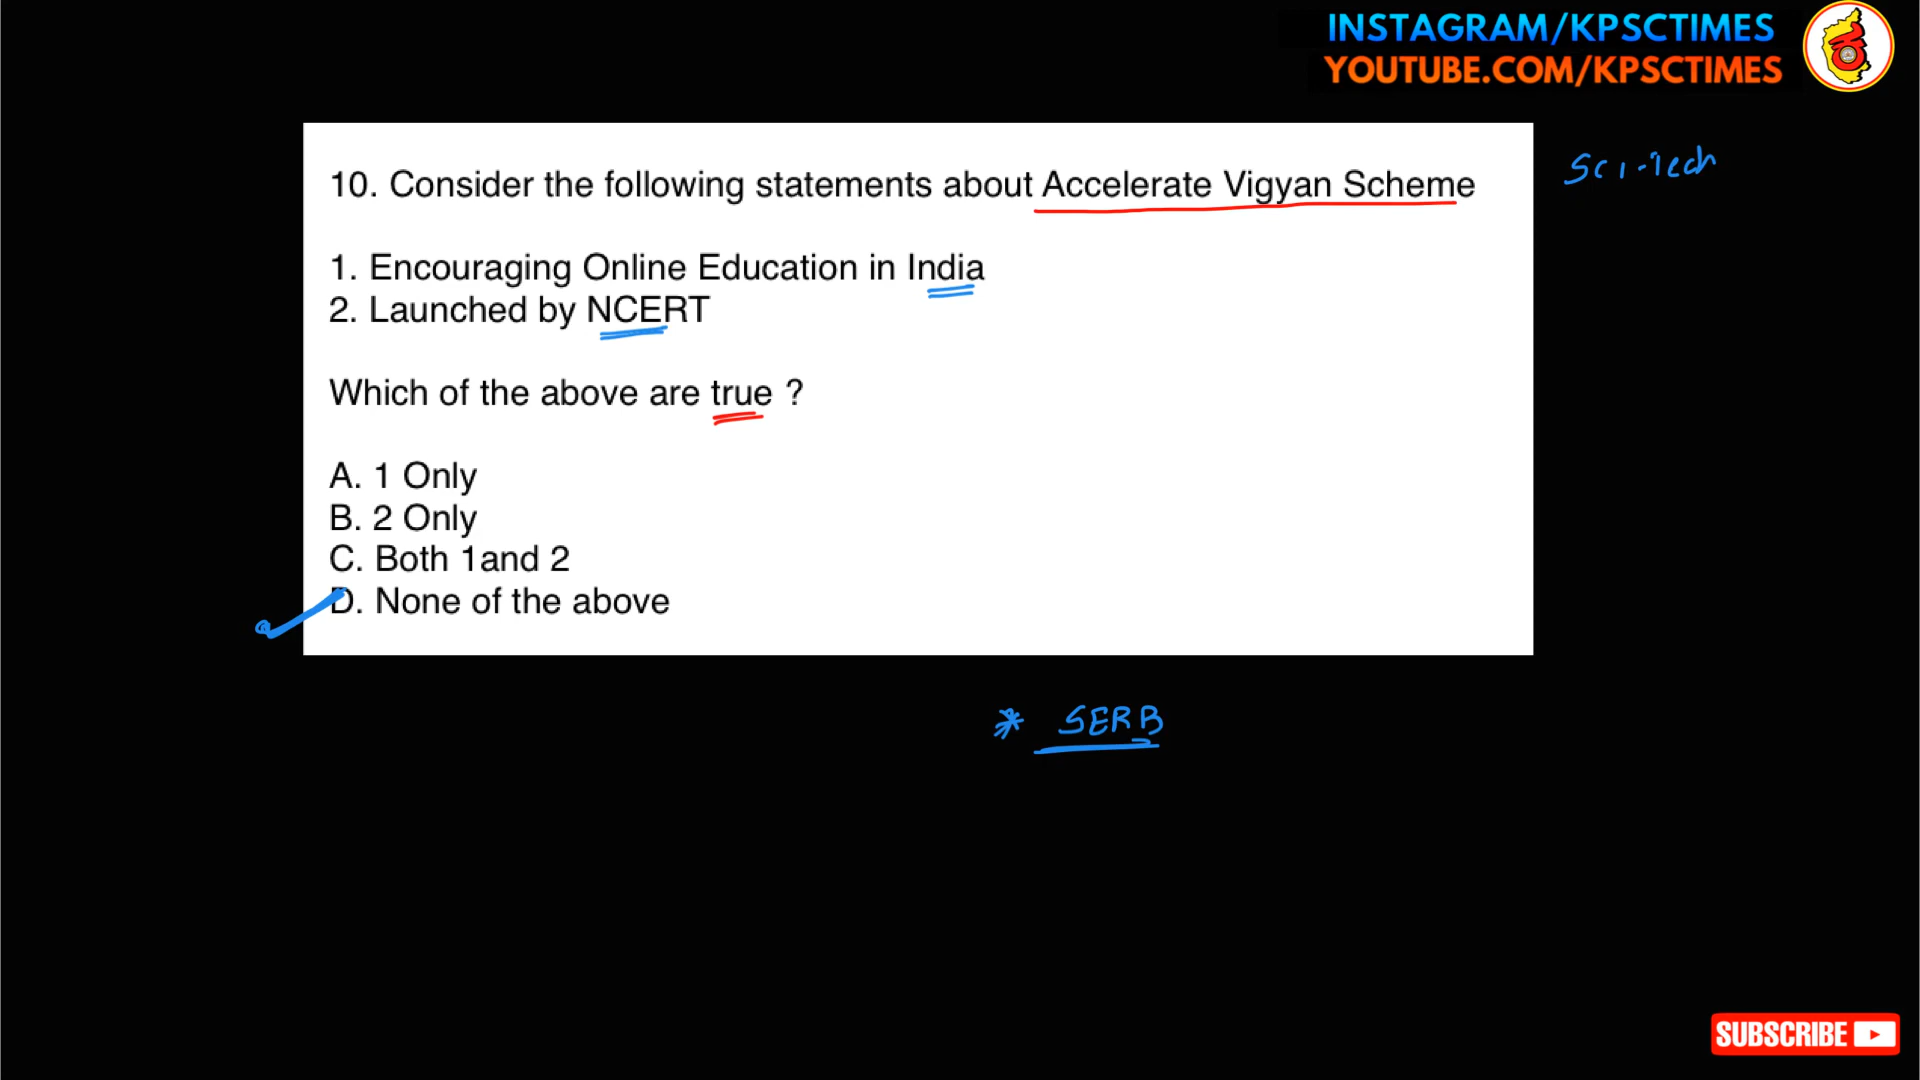 INSTAGRAM/KPSCTIMES
YOUTUBE.COM/KPSCTIMES
Sci-Tech
10. Consider the following statements about Accelerate Vigyan Scheme
1. Encouraging Online Education in India
2. Launched by NCERT
Which of the above are true ?
A. 1 Only
B. 2 Only
C. Both 1and 2
D. None of the above
* SERB
SUBSCRIBE